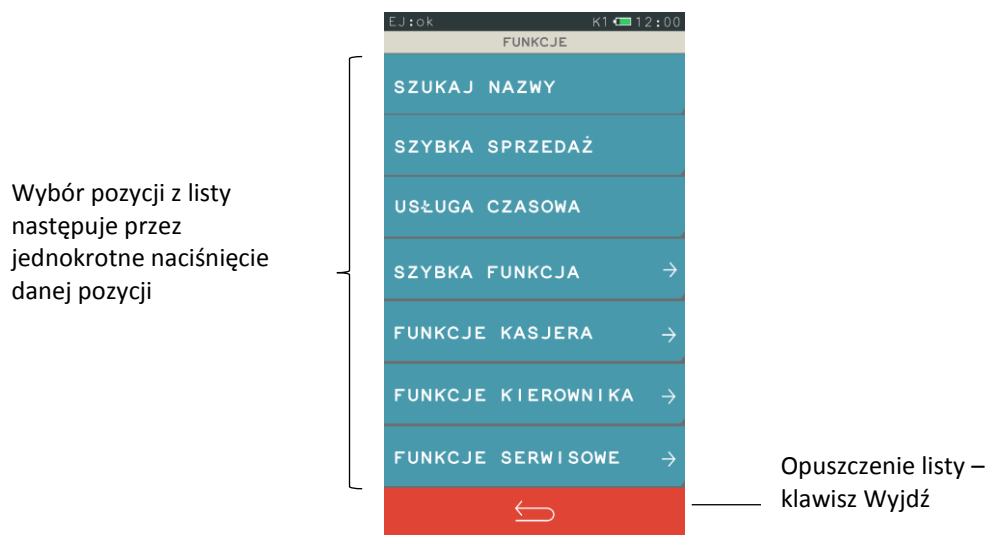 EJ:ok K1 12:00
FUNKCJE
SZUKAJ NAZWY
SZYBKA SPRZEDAŻ
USŁUGA CZASOWA
SZYBKA FUNKCJA
FUNKCJE KASJERA
FUNKCJE KIEROWNIKA
FUNKCJE SERWISOWE
Wybór pozycji z listy
następuje przez
jednokrotne naciśnięcie
danej pozycji
Opuszczenie listy –
klawisz Wyjdź